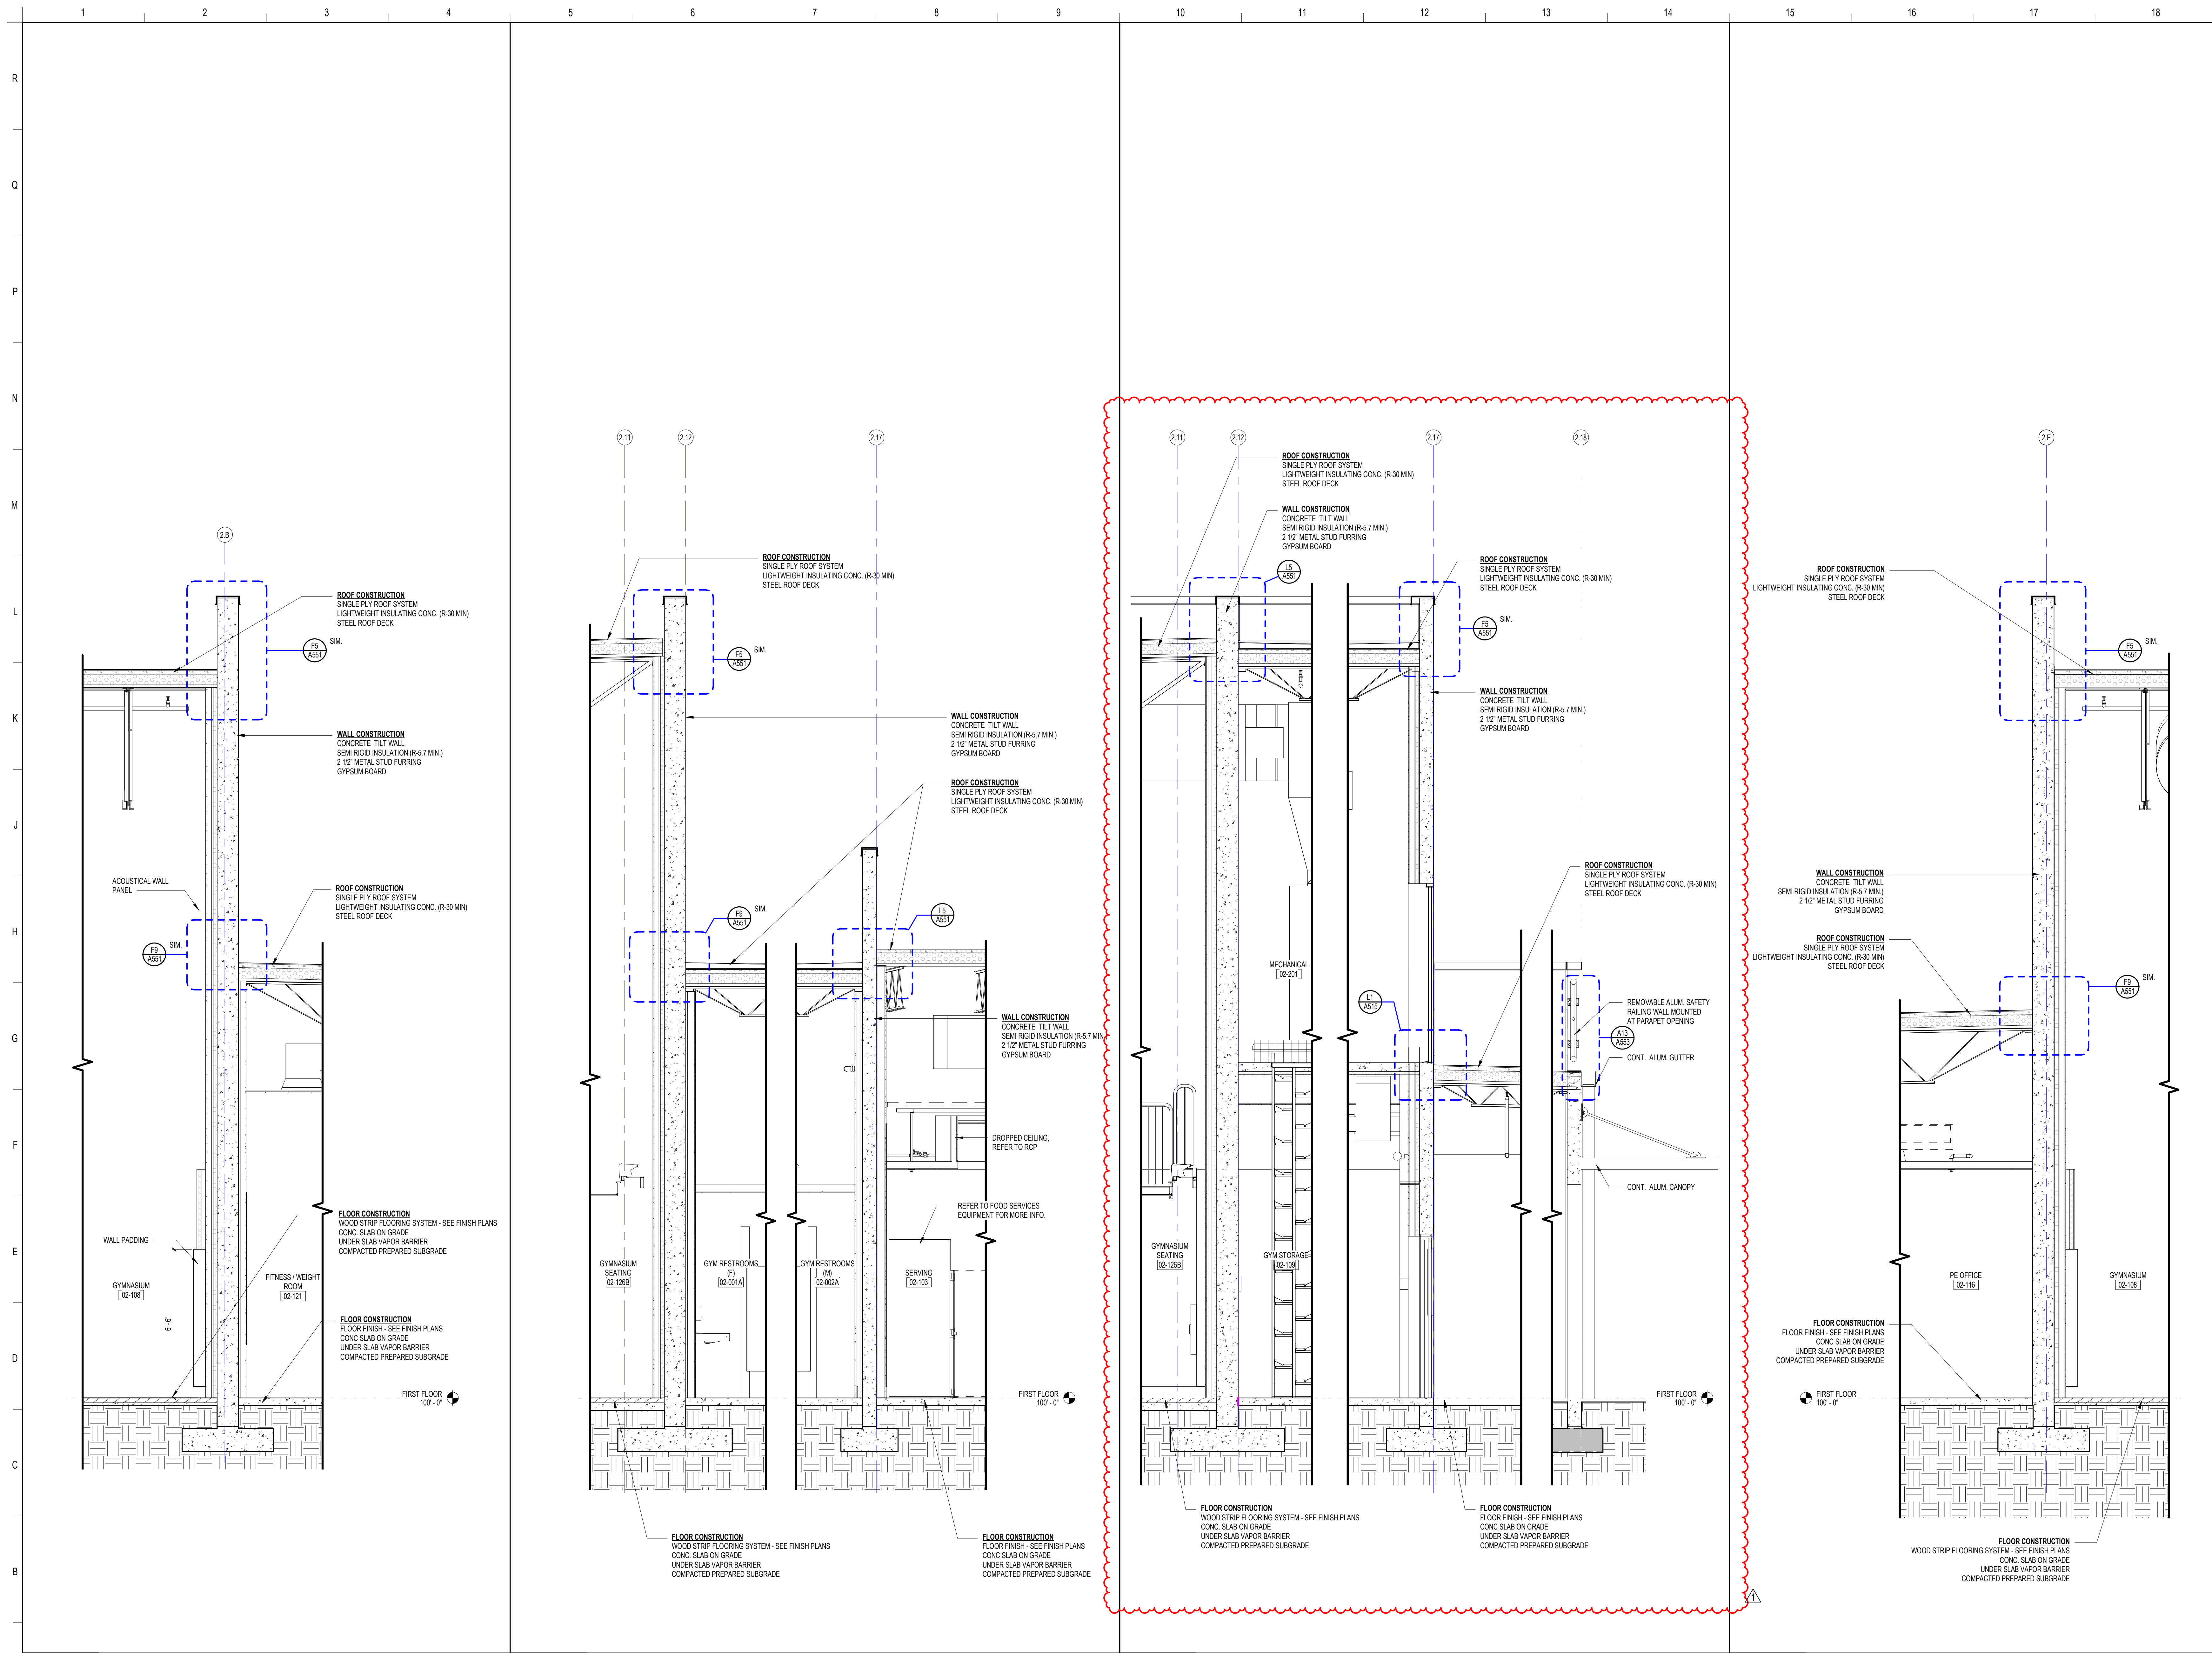 1 2 3 4 5 6 7 8 9 10 11 12 13 14 15 16 17 18
R
Q
P
N
M
L
K
J
H
G
F
E
D
C
B
2.B
ROOF CONSTRUCTION
SINGLE PLY ROOF SYSTEM
LIGHTWEIGHT INSULATING CONC. (R-30 MIN)
STEEL ROOF DECK
F5
A551
SIM.
WALL CONSTRUCTION
CONCRETE TILT WALL
SEMI RIGID INSULATION (R-5.7 MIN.)
2 1/2" METAL STUD FURRING
GYPSUM BOARD
ACOUSTICAL WALL
PANEL
ROOF CONSTRUCTION
SINGLE PLY ROOF SYSTEM
LIGHTWEIGHT INSULATING CONC. (R-30 MIN)
STEEL ROOF DECK
F9
A551
SIM.
WALL PADDING
FLOOR CONSTRUCTION
WOOD STRIP FLOORING SYSTEM - SEE FINISH PLANS
CONC. SLAB ON GRADE
UNDER SLAB VAPOR BARRIER
COMPACTED PREPARED SUBGRADE
GYMNASIUM
02-108
FITNESS / WEIGHT
ROOM
02-121
FLOOR CONSTRUCTION
FLOOR FINISH - SEE FINISH PLANS
CONC SLAB ON GRADE
UNDER SLAB VAPOR BARRIER
COMPACTED PREPARED SUBGRADE
FIRST FLOOR
100' - 0"
2.11
2.12
2.17
ROOF CONSTRUCTION
SINGLE PLY ROOF SYSTEM
LIGHTWEIGHT INSULATING CONC. (R-30 MIN)
STEEL ROOF DECK
F5
A551
SIM.
WALL CONSTRUCTION
CONCRETE TILT WALL
SEMI RIGID INSULATION (R-5.7 MIN.)
2 1/2" METAL STUD FURRING
GYPSUM BOARD
ROOF CONSTRUCTION
SINGLE PLY ROOF SYSTEM
LIGHTWEIGHT INSULATING CONC. (R-30 MIN)
STEEL ROOF DECK
F9
A551
SIM.
L5
A551
WALL CONSTRUCTION
CONCRETE TILT WALL
SEMI RIGID INSULATION (R-5.7 MIN.)
2 1/2" METAL STUD FURRING
GYPSUM BOARD
DROPPED CEILING,
REFER TO RCP
REFER TO FOOD SERVICES
EQUIPMENT FOR MORE INFO.
GYMNASIUM
SEATING
02-126B
GYM RESTROOMS
(F)
02-001A
GYM RESTROOMS
(M)
02-002A
SERVING
02-103
FIRST FLOOR
100' - 0"
FLOOR CONSTRUCTION
WOOD STRIP FLOORING SYSTEM - SEE FINISH PLANS
CONC. SLAB ON GRADE
UNDER SLAB VAPOR BARRIER
COMPACTED PREPARED SUBGRADE
FLOOR CONSTRUCTION
FLOOR FINISH - SEE FINISH PLANS
CONC SLAB ON GRADE
UNDER SLAB VAPOR BARRIER
COMPACTED PREPARED SUBGRADE
2.11
2.12
2.17
2.18
ROOF CONSTRUCTION
SINGLE PLY ROOF SYSTEM
LIGHTWEIGHT INSULATING CONC. (R-30 MIN)
STEEL ROOF DECK
WALL CONSTRUCTION
CONCRETE TILT WALL
SEMI RIGID INSULATION (R-5.7 MIN.)
2 1/2" METAL STUD FURRING
GYPSUM BOARD
L5
A551
ROOF CONSTRUCTION
SINGLE PLY ROOF SYSTEM
LIGHTWEIGHT INSULATING CONC. (R-30 MIN)
STEEL ROOF DECK
F5
A551
SIM.
WALL CONSTRUCTION
CONCRETE TILT WALL
SEMI RIGID INSULATION (R-5.7 MIN.)
2 1/2" METAL STUD FURRING
GYPSUM BOARD
ROOF CONSTRUCTION
SINGLE PLY ROOF SYSTEM
LIGHTWEIGHT INSULATING CONC. (R-30 MIN)
STEEL ROOF DECK
MECHANICAL
02-201
L1
A515
REMOVABLE ALUM. SAFETY
RAILING WALL MOUNTED
AT PARAPET OPENING
A13
A553
CONT. ALUM. GUTTER
CONT. ALUM. CANOPY
GYMNASIUM
SEATING
02-126B
GYM STORAGE
02-109
FIRST FLOOR
100' - 0"
FLOOR CONSTRUCTION
WOOD STRIP FLOORING SYSTEM - SEE FINISH PLANS
CONC. SLAB ON GRADE
UNDER SLAB VAPOR BARRIER
COMPACTED PREPARED SUBGRADE
FLOOR CONSTRUCTION
FLOOR FINISH - SEE FINISH PLANS
CONC SLAB ON GRADE
UNDER SLAB VAPOR BARRIER
COMPACTED PREPARED SUBGRADE
1
2.E
ROOF CONSTRUCTION
SINGLE PLY ROOF SYSTEM
LIGHTWEIGHT INSULATING CONC. (R-30 MIN)
STEEL ROOF DECK
F5
A551
SIM.
WALL CONSTRUCTION
CONCRETE TILT WALL
SEMI RIGID INSULATION (R-5.7 MIN.)
2 1/2" METAL STUD FURRING
GYPSUM BOARD
ROOF CONSTRUCTION
SINGLE PLY ROOF SYSTEM
LIGHTWEIGHT INSULATING CONC. (R-30 MIN)
STEEL ROOF DECK
F9
A551
SIM.
PE OFFICE
02-116
GYMNASIUM
02-108
FLOOR CONSTRUCTION
FLOOR FINISH - SEE FINISH PLANS
CONC SLAB ON GRADE
UNDER SLAB VAPOR BARRIER
COMPACTED PREPARED SUBGRADE
FIRST FLOOR
100' - 0"
FLOOR CONSTRUCTION
WOOD STRIP FLOORING SYSTEM - SEE FINISH PLANS
CONC. SLAB ON GRADE
UNDER SLAB VAPOR BARRIER
COMPACTED PREPARED SUBGRADE